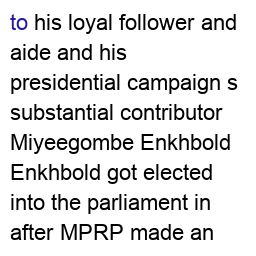 to his loyal follower and
aide and his
presidential campaign s
substantial contributor
Miyeegombe Enkhbold
Enkhbold got elected
into the parliament in
after MPRP made an